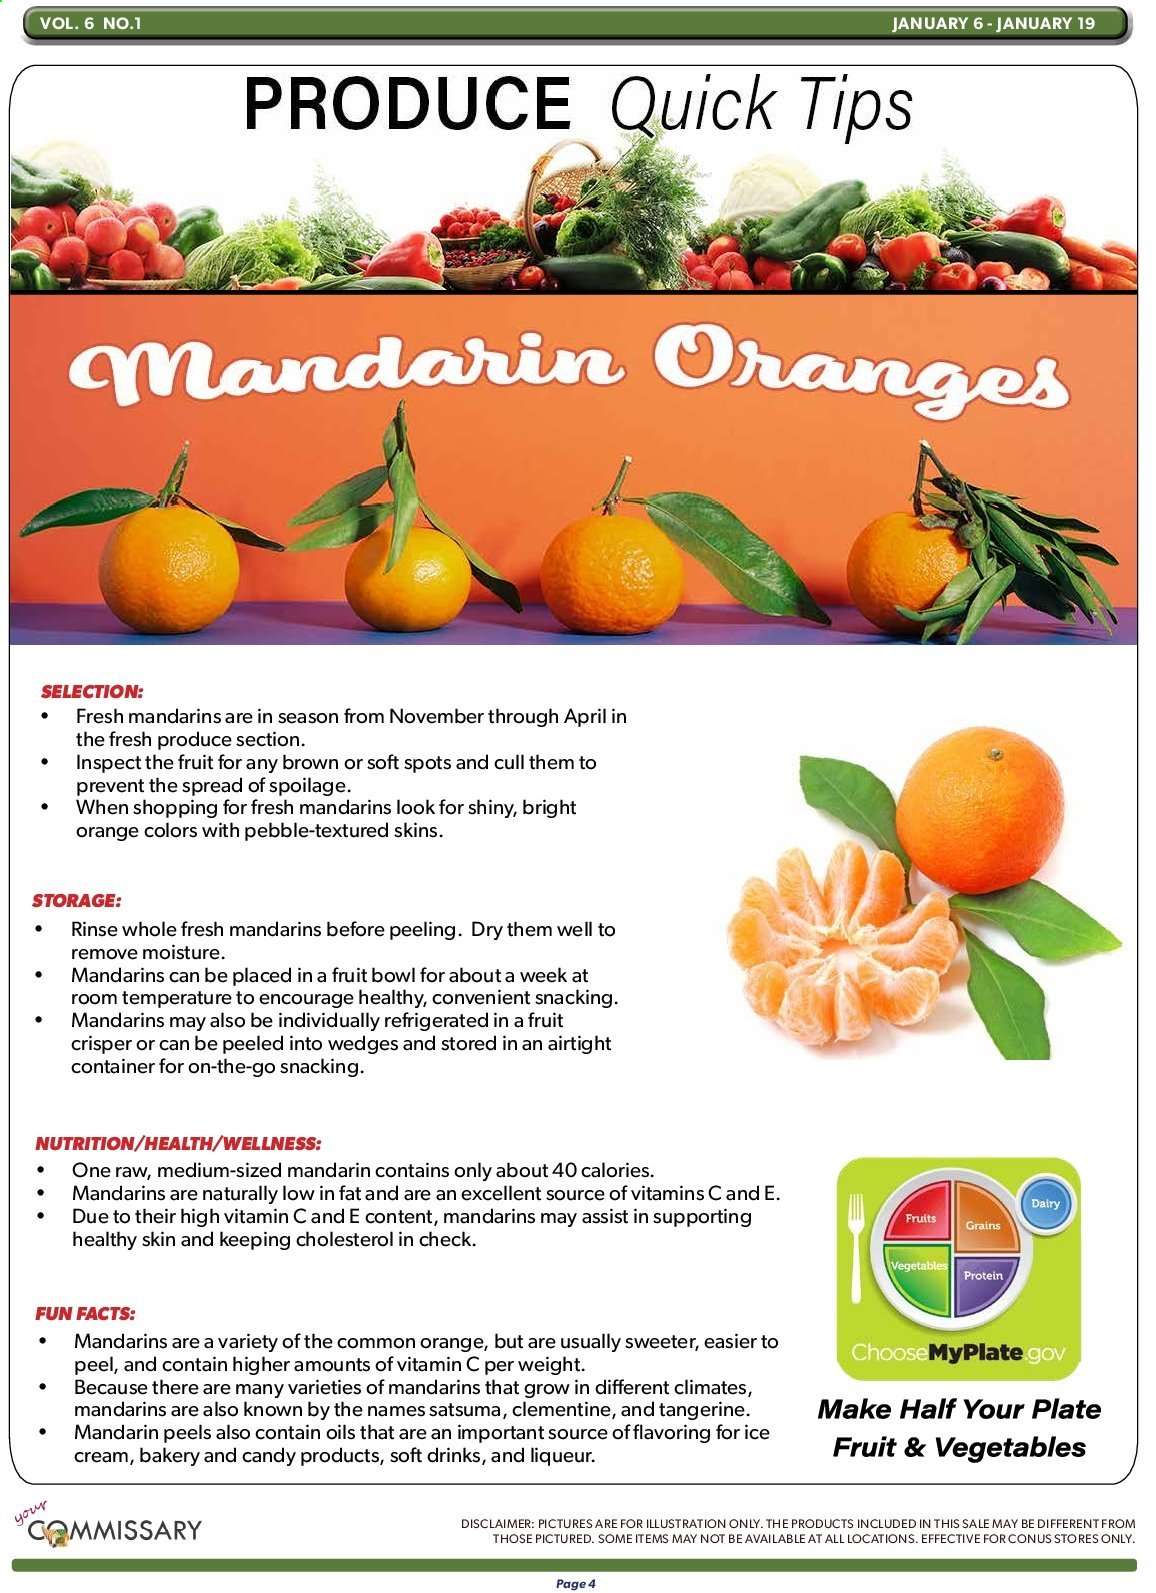 VOL. 6 NO.1
JANUARY 6 - JANUARY 19
PRODUCE Quick Tips
Mandarin Oranges
SELECTION:
• Fresh mandarins are in season from November through April in
the fresh produce section.
• Inspect the fruit for any brown or soft spots and cull them to
prevent the spread of spoilage.
• When shopping for fresh mandarins look for shiny, bright
orange colors with pebble-textured skins.
STORAGE:
• Rinse whole fresh mandarins before peeling. Dry them well to
remove moisture.
• Mandarins can be placed in a fruit bowl for about a week at
room temperature to encourage healthy, convenient snacking.
• Mandarins may also be individually refrigerated in a fruit
crisper or can be peeled into wedges and stored in an airtight
container for on-the-go snacking.
NUTRITION/HEALTH/WELLNESS:
• One raw, medium-sized mandarin contains only about 40 calories.
• Mandarins are naturally low in fat and are an excellent source of vitamins C and E.
• Due to their high vitamin C and E content, mandarins may assist in supporting
healthy skin and keeping cholesterol in check.
FUN FACTS:
• Mandarins are a variety of the common orange, but are usually sweeter, easier to
peel, and contain higher amounts of vitamin C per weight.
• Because there are many varieties of mandarins that grow in different climates,
mandarins are also known by the names satsuma, clementine, and tangerine.
• Mandarin peels also contain oils that are an important source of flavoring for ice
cream, bakery and candy products, soft drinks, and liqueur.
Dairy
Fruits
Grains
Vegetables
Protein
ChooseMyPlate.gov
Make Half Your Plate
Fruit & Vegetables
your
COMMISSARY
DISCLAIMER: PICTURES ARE FOR ILLUSTRATION ONLY. THE PRODUCTS INCLUDED IN THIS SALE MAY BE DIFFERENT FROM
THOSE PICTURED. SOME ITEMS MAY NOT BE AVAILABLE AT ALL LOCATIONS. EFFECTIVE FOR CONUS STORES ONLY.
Page 4